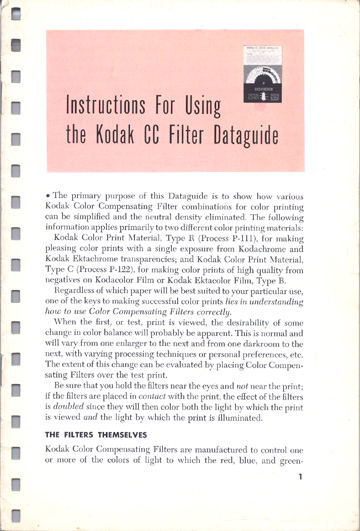 Instructions For Using
the Kodak CC Filter Dataguide
• The primary purpose of this Dataguide is to show how various
Kodak Color Compensating Filter combinations for color printing
can be simplified and the neutral density eliminated. The following
information applies primarily to two different color printing materials:
Kodak Color Print Material, Type R (Process P-111), for making
pleasing color prints with a single exposure from Kodachrome and
Kodak Ektachrome transparencies; and Kodak Color Print Material,
Type C (Process P-122), for making color prints of high quality from
negatives on Kodacolor Film or Kodak Ektacolor Film, Type B.
Regardless of which paper will be best suited to your particular use,
one of the keys to making successful color prints lies in understanding
how to use Color Compensating Filters correctly.
When the first, or test, print is viewed, the desirability of some
change in color balance will probably be apparent. This is normal and
will vary from one enlarger to the next and from one darkroom to the
next, with varying processing techniques or personal preferences, etc.
The extent of this change can be evaluated by placing Color Compen-
sating Filters over the test print.
Be sure that you hold the filters near the eyes and not near the print;
if the filters are placed in contact with the print, the effect of the filters
is doubled since they will then color both the light by which the print
is viewed and the light by which the print is illuminated.
THE FILTERS THEMSELVES
Kodak Color Compensating Filters are manufactured to control one
or more of the colors of light to which the red, blue, and green-
1